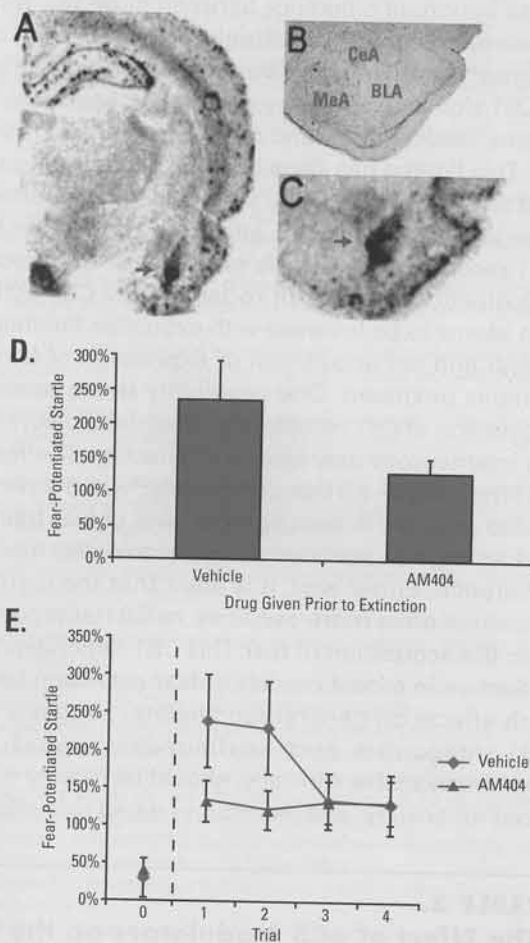 A
B
CeA
MeA
BLA
C
D.
Fear-Potentiated Startle
300%
250%
200%
150%
100%
50%
0%
Vehicle
AM404
Drug Given Prior to Extinction
E.
Fear-Potentiated Startle
350%
300%
250%
200%
150%
100%
50%
0%
Vehicle
AM404
0
1
2
3
4
Trial